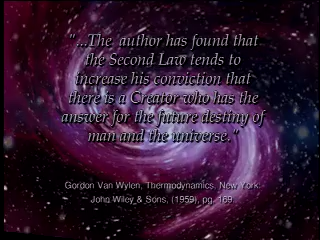 "...The author has found that
the Second Law tends to
increase his conviction that
there is a Creator who has the
answer for the future destiny of
man and the universe."
Gordon Van Wylen, Thermodynamics, New York:
John Wiley & Sons, (1959), pg. 169.